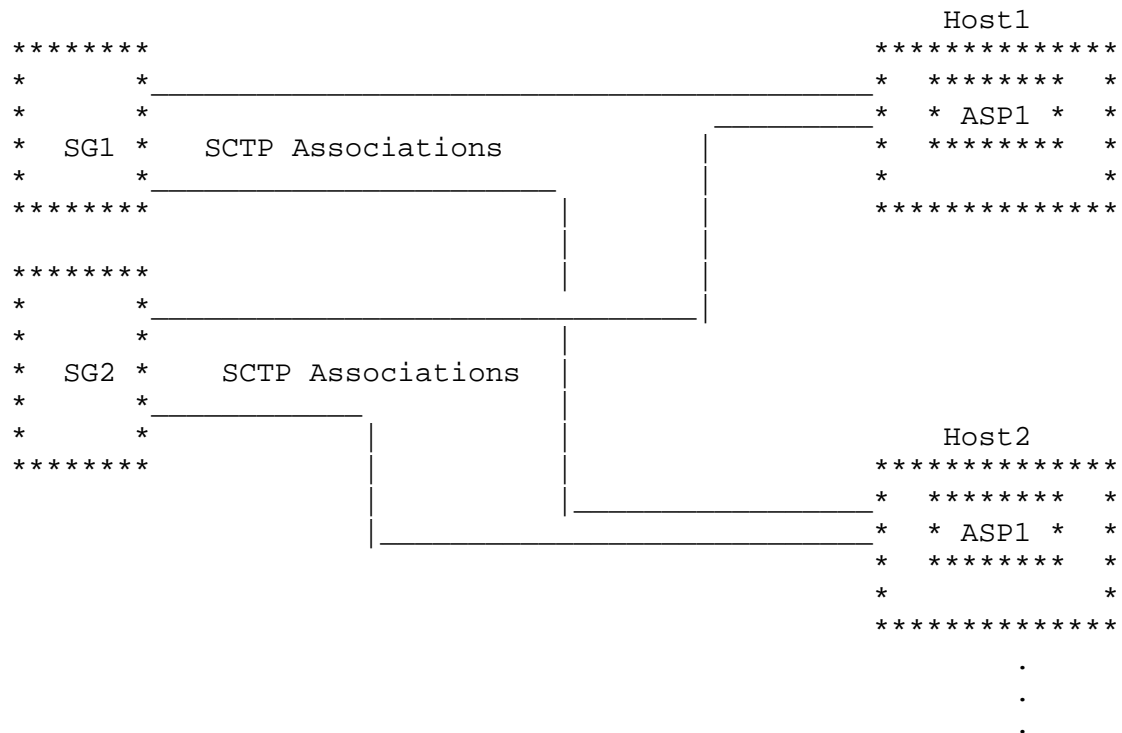 Host1
ASP1
SG1 SCTP Associations
SG2 SCTP Associations
Host2
ASP1